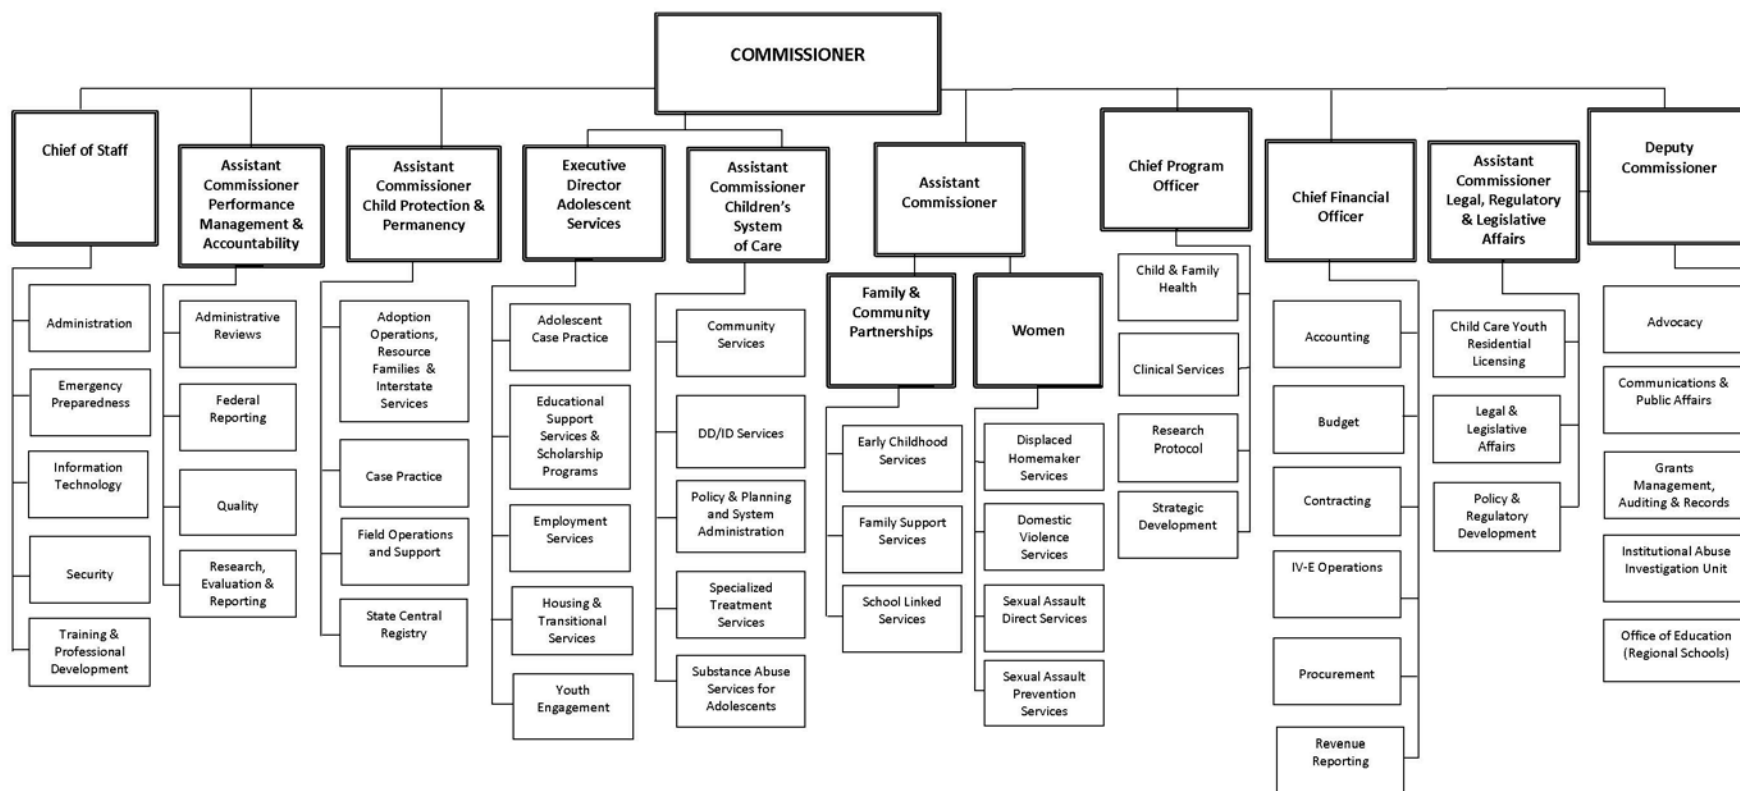 COMMISSIONER
Chief of Staff
Assistant
Commissioner
Performance
Management &
Accountability
Assistant
Commissioner
Child Protection &
Permanency
Executive
Director
Adolescent
Services
Assistant
Commissioner
Children's
System
of Care
Assistant
Commissioner
Chief Program
Officer
Chief Financial
Officer
Assistant
Commissioner
Legal, Regulatory
& Legislative
Affairs
Deputy
Commissioner
Family &
Community
Partnerships
Women
Administration
Emergency
Preparedness
Information
Technology
Security
Training &
Professional
Development
Administrative
Reviews
Federal
Reporting
Quality
Research,
Evaluation &
Reporting
Adoption
Operations,
Resource
Families &
Interstate
Services
Case Practice
Field Operations
and Support
State Central
Registry
Adolescent
Case Practice
Educational
Support
Services &
Scholarship
Programs
Employment
Services
Housing &
Transitional
Services
Youth
Engagement
Community
Services
DD/ID Services
Policy & Planning
and System
Administration
Specialized
Treatment
Services
Substance Abuse
Services for
Adolescents
Early Childhood
Services
Family Support
Services
School Linked
Services
Displaced
Homemaker
Services
Domestic
Violence
Services
Sexual Assault
Direct Services
Sexual Assault
Prevention
Services
Child & Family
Health
Clinical Services
Research
Protocol
Strategic
Development
Accounting
Budget
Contracting
IV-E Operations
Procurement
Revenue
Reporting
Child Care Youth
Residential
Licensing
Legal &
Legislative
Affairs
Policy &
Regulatory
Development
Advocacy
Communications &
Public Affairs
Grants
Management,
Auditing & Records
Institutional Abuse
Investigation Unit
Office of Education
(Regional Schools)